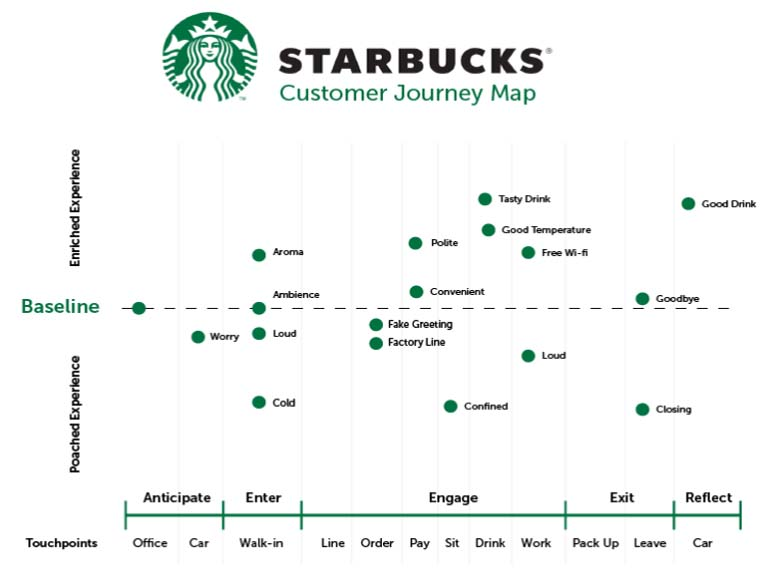 STARBUCKS®
Customer Journey Map
™
Enriched Experience
Baseline
Poached Experience
Tasty Drink
Good Drink
Good Temperature
Polite
Free Wi-fi
Aroma
Convenient
Ambience
Goodbye
Fake Greeting
Loud
Worry
Factory Line
Loud
Cold
Confined
Closing
Anticipate Enter Engage Exit Reflect
Touchpoints Office Car Walk-in Line Order Pay Sit Drink Work Pack Up Leave Car